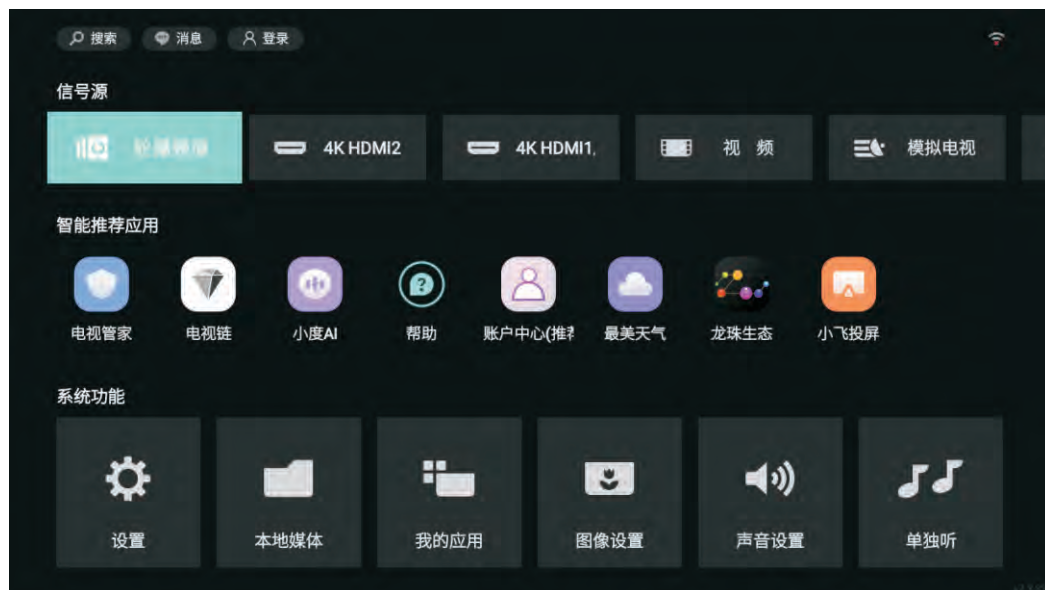 搜索 消息 登录
信号源
4K HDMI2 4K HDMI1, 视 频 模拟电视
智能推荐应用
电视管家 电视链 小度AI 帮助 账户中心(推 最美天气 龙珠生态 小飞投屏
系统功能
设置 本地媒体 我的应用 图像设置 声音设置 单独听